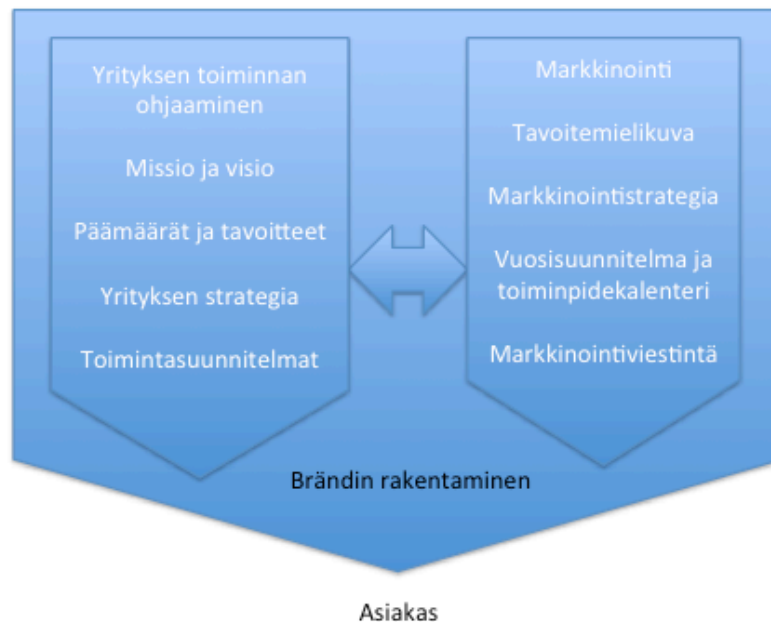 Yrityksen toiminnan
ohjaaminen
Missio ja visio
Päämäärät ja tavoitteet
Yrityksen strategia
Toimintasuunnitelmat
Markkinointi
Tavoitemielikuva
Markkinointistrategia
Vuosisuunnitelma ja
toiminpidekalenteri
Markkinointiviestintä
Brändin rakentaminen
Asiakas